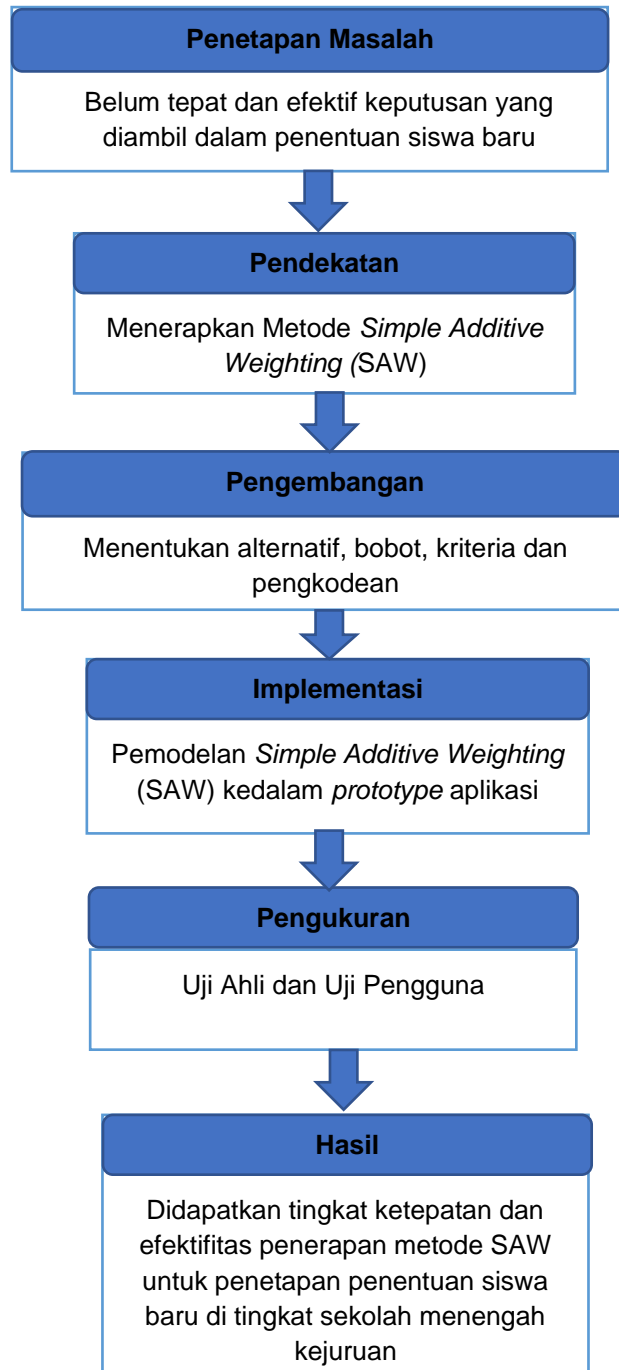 Penetapan Masalah
Belum tepat dan efektif keputusan yang
diambil dalam penentuan siswa baru
Pendekatan
Menerapkan Metode Simple Additive
Weighting (SAW)
Pengembangan
Menentukan alternatif, bobot, kriteria dan
pengkodean
Implementasi
Pemodelan Simple Additive Weighting
(SAW) kedalam prototype aplikasi
Pengukuran
Uji Ahli dan Uji Pengguna
Hasil
Didapatkan tingkat ketepatan dan
efektifitas penerapan metode SAW
untuk penetapan penentuan siswa
baru di tingkat sekolah menengah
kejuruan